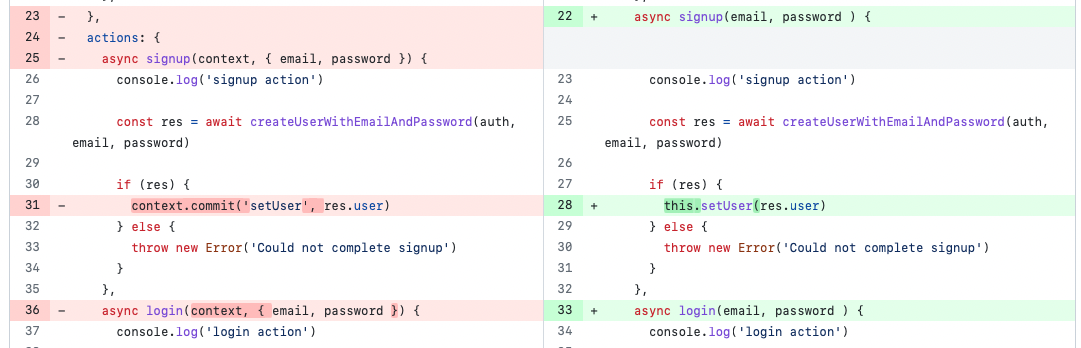 23 - },
24 - actions: {
25 - async signup(context, { email, password }) {
26 console.log('signup action')
27
28 const res = await createUserWithEmailAndPassword(auth,
email, password)
29
30 if (res) {
31 - context.commit('setUser', res.user)
32 } else {
33 throw new Error('Could not complete signup')
34 }
35 },
36 - async login(context, { email, password }) {
37 console.log('login action')
22 + async signup(email, password ) {
23 console.log('signup action')
24
25 const res = await createUserWithEmailAndPassword(auth,
email, password)
26
27 if (res) {
28 + this.setUser(res.user)
29 } else {
30 throw new Error('Could not complete signup')
31 }
32 },
33 + async login(email, password ) {
34 console.log('login action')